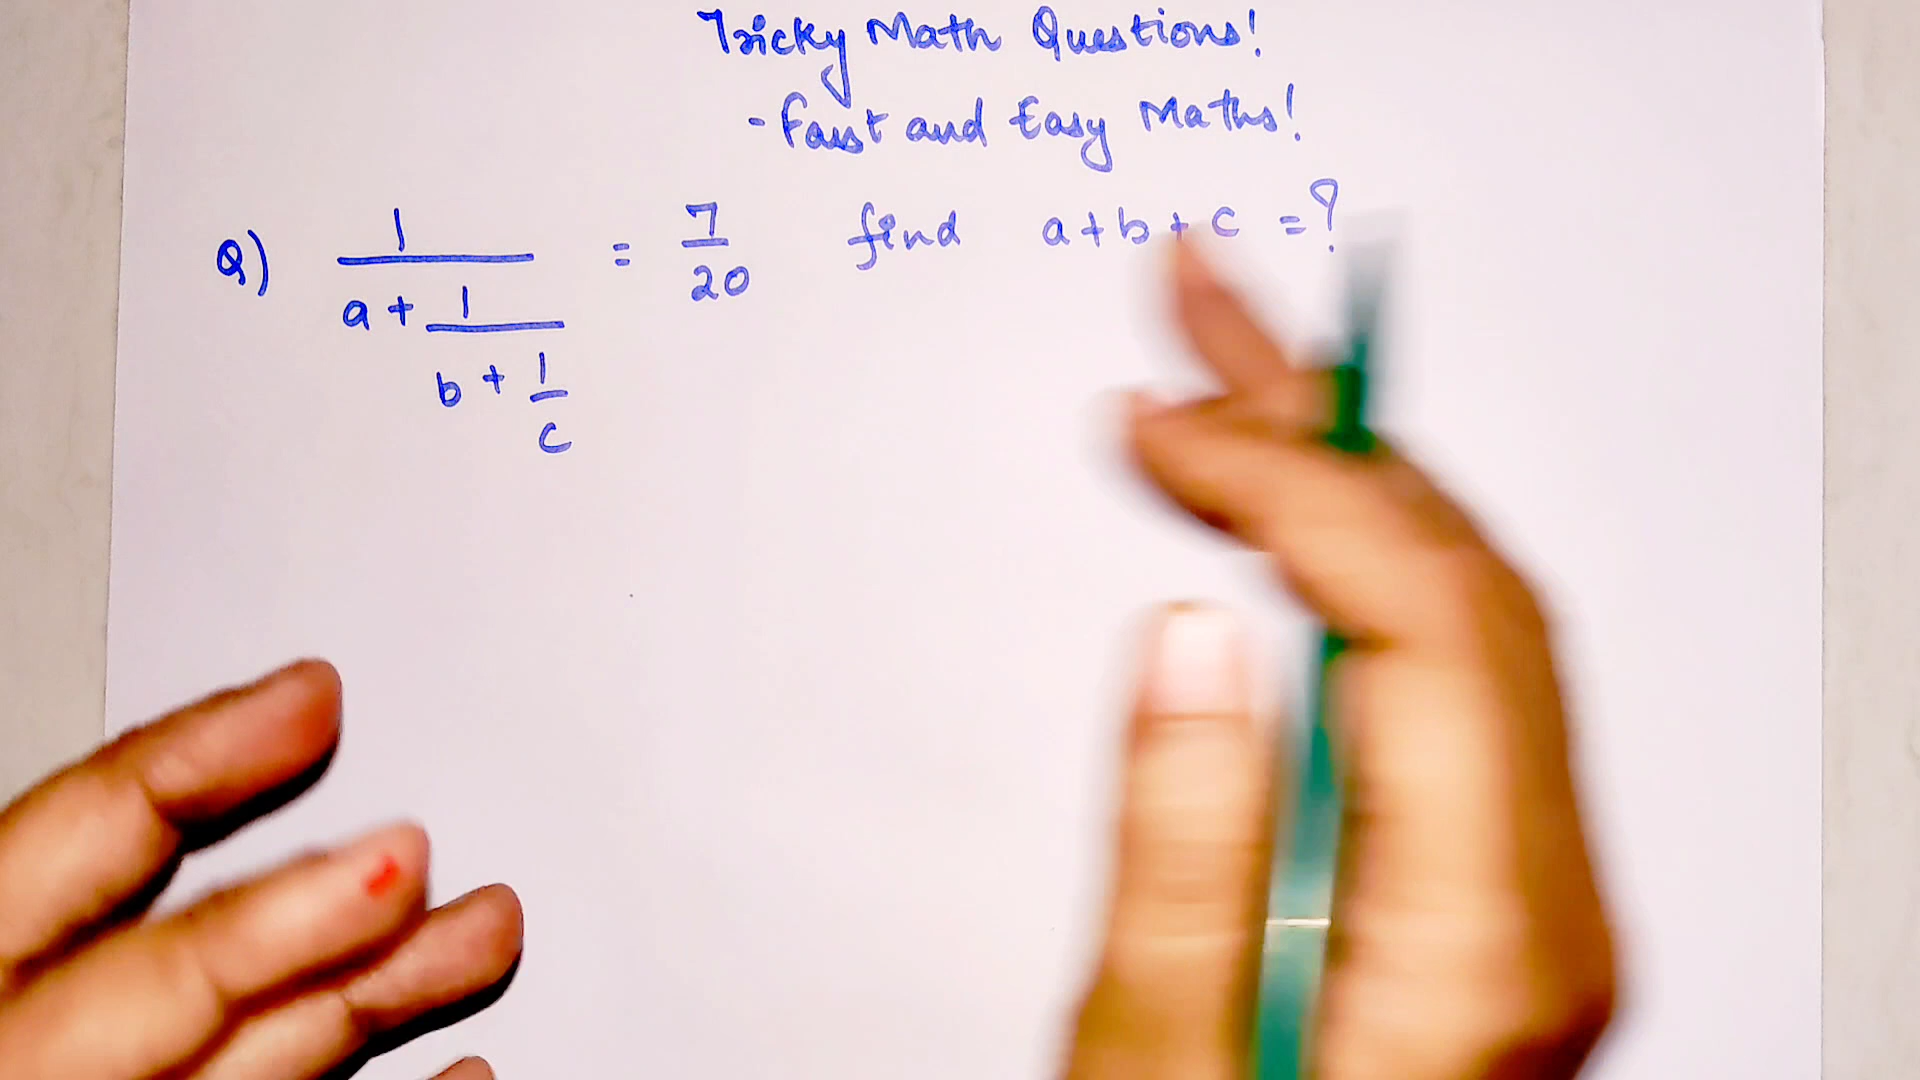 Tricky Math Questions!
- Fast and Easy Maths!
Q) 1/(a + 1/(b + 1/c)) = 7/20 find a + b + c = ?